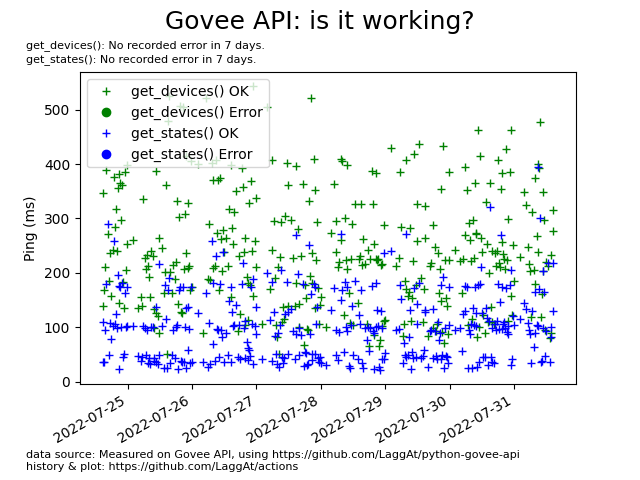 Govee API: is it working?
get_devices(): No recorded error in 7 days.
get_states(): No recorded error in 7 days.
get_devices() OK
get_devices() Error
get_states() OK
get_states() Error
500
400
300
200
100
0
Ping (ms)
2022-07-25
2022-07-26
2022-07-27
2022-07-28
2022-07-29
2022-07-30
2022-07-31
data source: Measured on Govee API, using https://github.com/LaggAt/python-govee-api
history & plot: https://github.com/LaggAt/actions